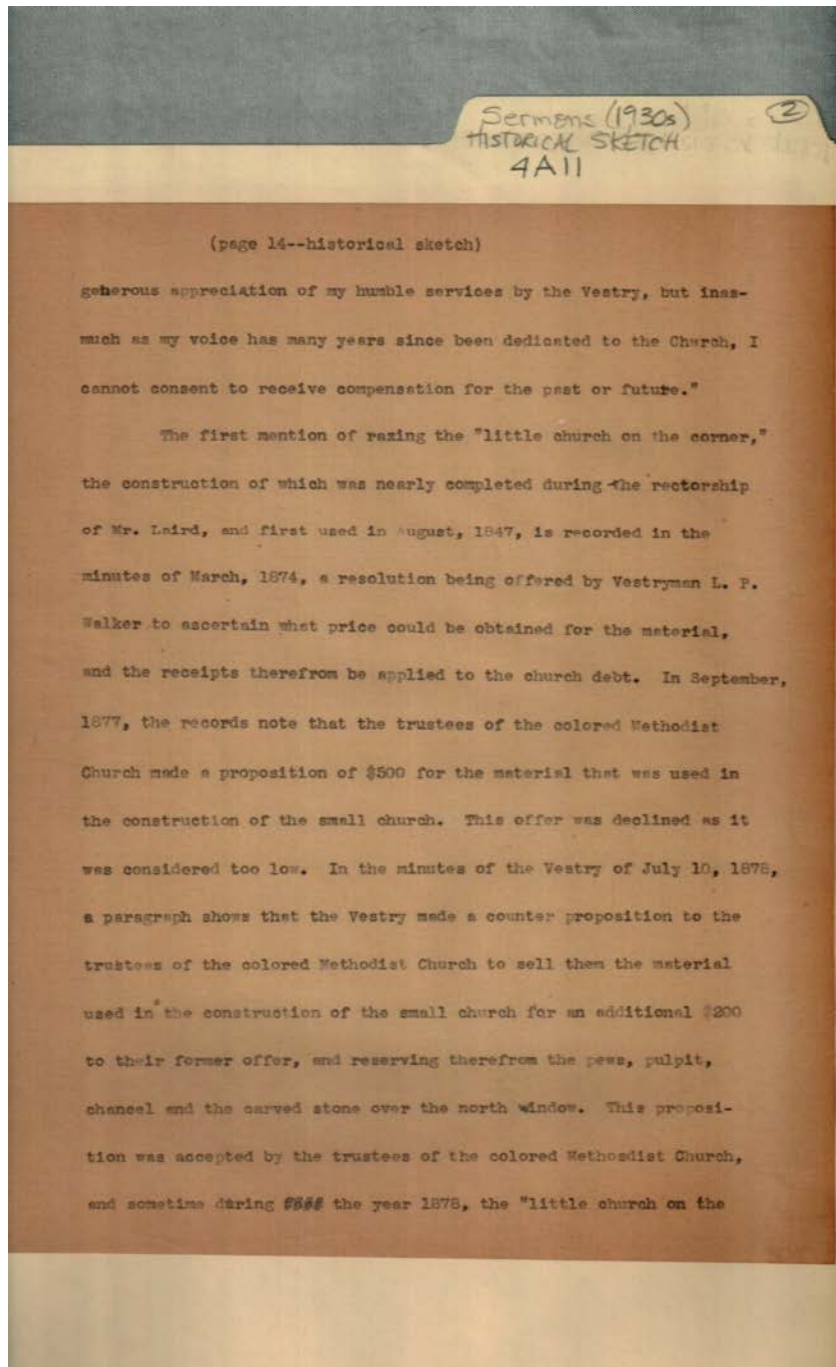 Sermons (1930s) 2
HISTORICAL SKETCH
4A11
(page 14--historical sketch)
generous appreciation of my humble services by the Vestry, but inas-
much as my voice has many years since been dedicated to the Church, I
cannot consent to receive compensation for the past or future."
The first mention of razing the "little church on the corner,"
the construction of which was nearly completed during the rectorship
of Mr. Laird, and first used in August, 1847, is recorded in the
minutes of March, 1874, a resolution being offered by Vestryman L. P.
Walker to ascertain what price could be obtained for the material,
and the receipts therefrom be applied to the church debt. In September,
1877, the records note that the trustees of the colored Methodist
Church made a proposition of $500 for the material that was used in
the construction of the small church. This offer was declined as it
was considered too low. In the minutes of the Vestry of July 10, 1878,
a paragraph shows that the Vestry made a counter proposition to the
trustees of the colored Methodist Church to sell them the material
used in the construction of the small church for an additional $200
to their former offer, and reserving therefrom the pews, pulpit,
chancel and the carved stone over the north window. This proposi-
tion was accepted by the trustees of the colored Methosdist Church,
and sometime during the year 1878, the "little church on the